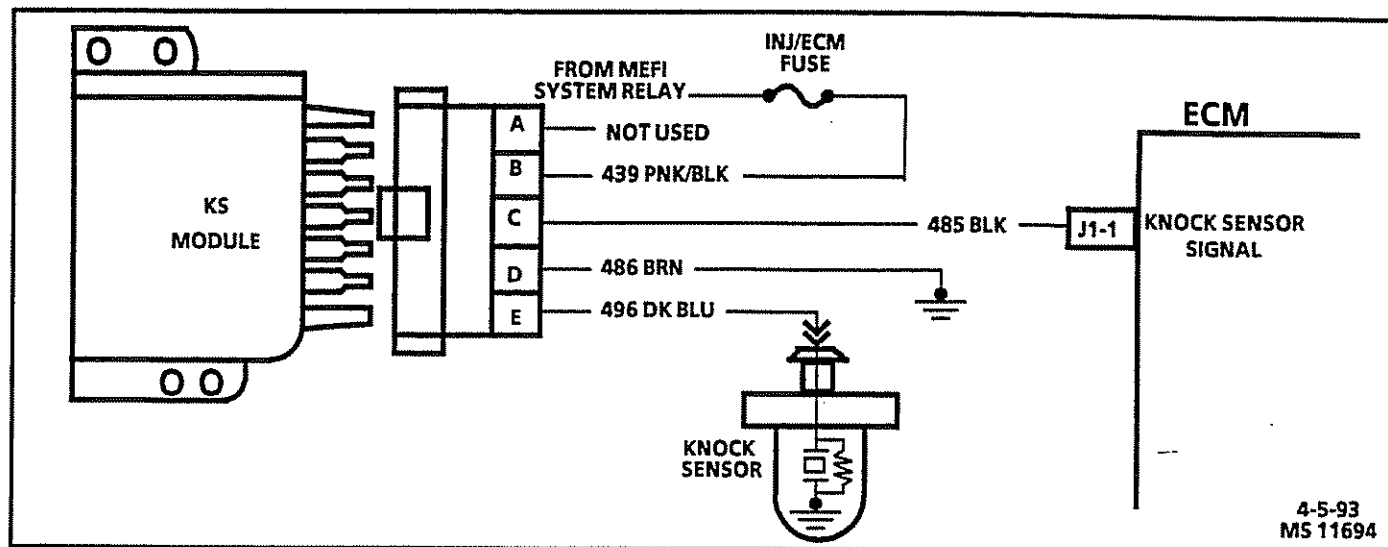 INJ/ECM
FUSE
FROM MEFI
SYSTEM RELAY
ECM
A
NOT USED
B
439 PNK/BLK
KS
MODULE
C
485 BLK
J1-1
KNOCK SENSOR
SIGNAL
D
486 BRN
E
496 DK BLU
KNOCK
SENSOR
4-5-93
MS 11694